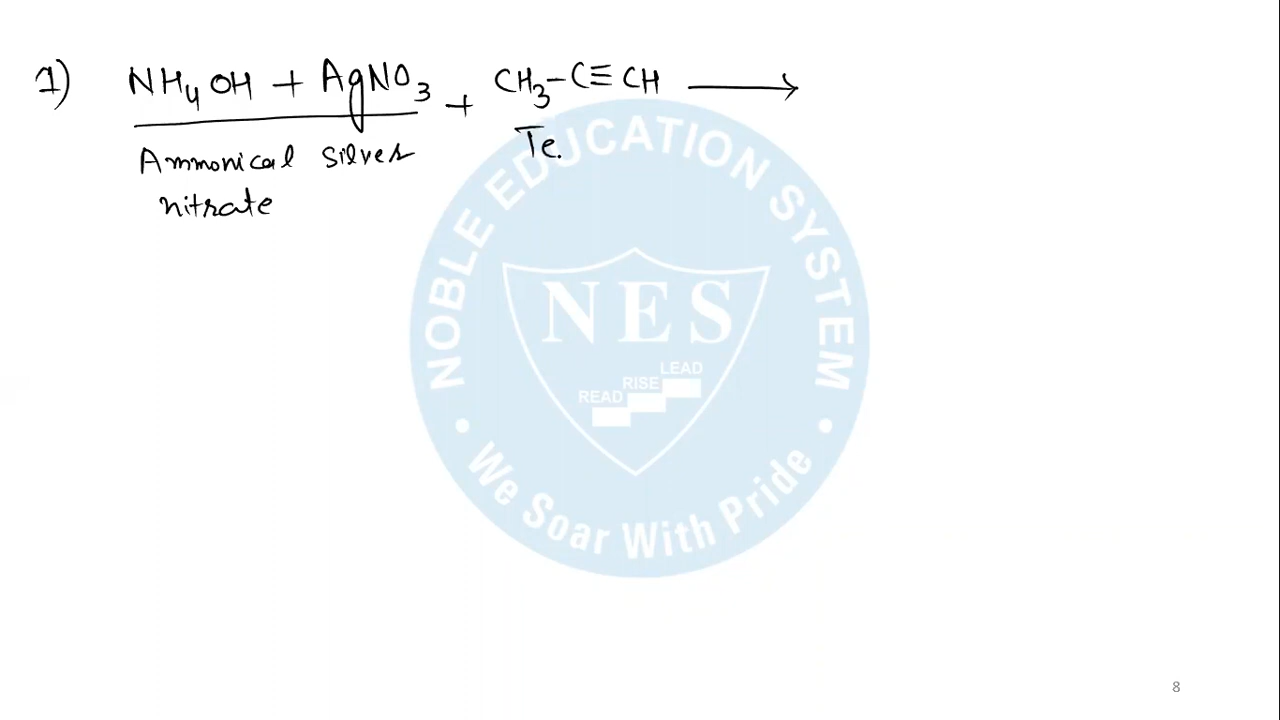 1) NH₄OH + AgNO₃ + CH₃-C≡CH ⟶
Ammonical silver
nitrate
Te.
NOBLE EDUCATION SYSTEM
NES
LEAD
RISE
READ
• We Soar With Pride •
8